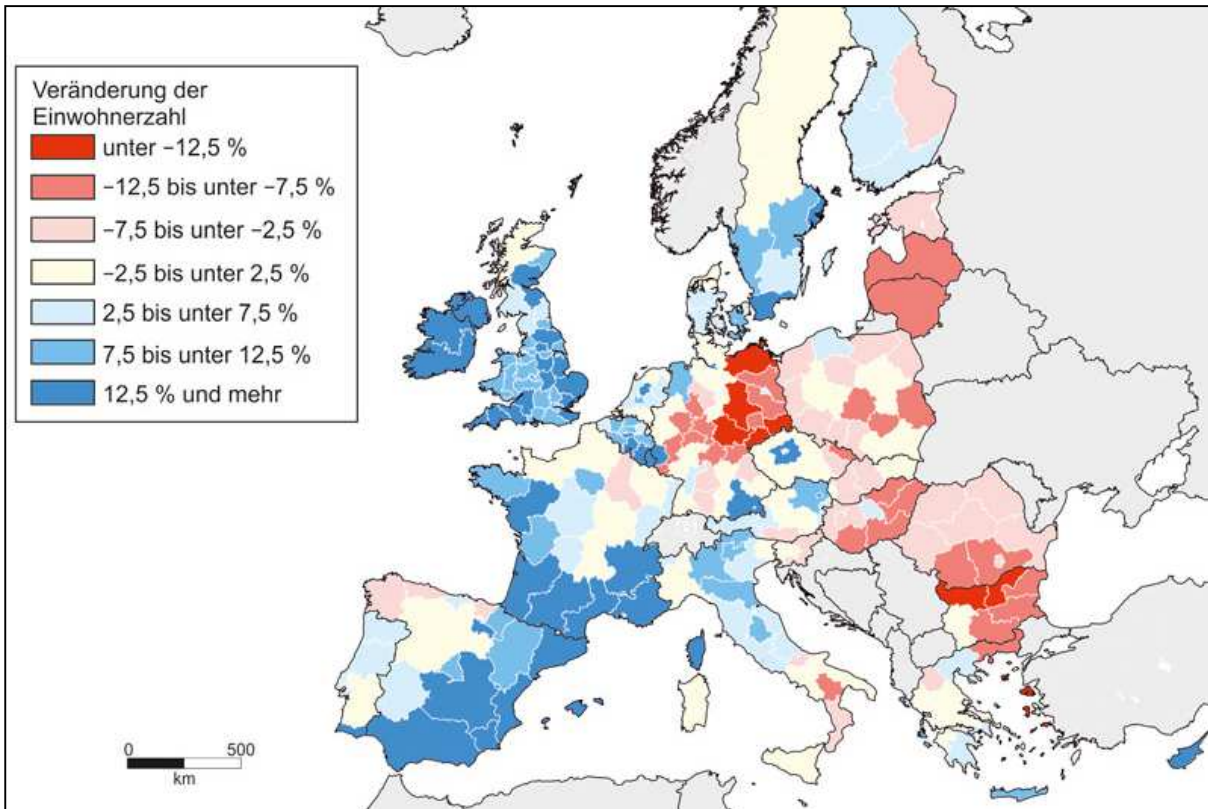 Veränderung der
Einwohnerzahl
unter −12,5 %
−12,5 bis unter −7,5 %
−7,5 bis unter −2,5 %
−2,5 bis unter 2,5 %
2,5 bis unter 7,5 %
7,5 bis unter 12,5 %
12,5 % und mehr
0 500
km